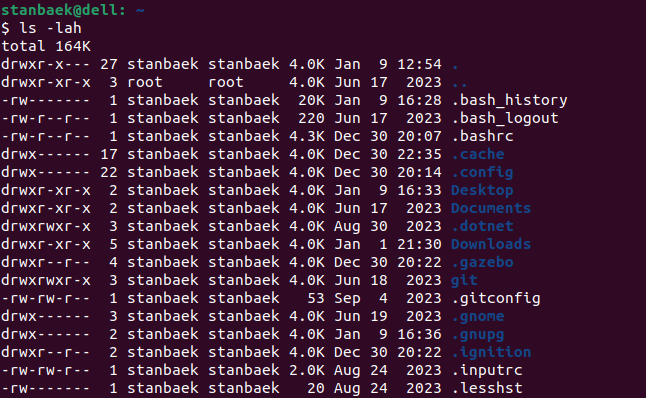 stanbaek@dell: ~
$ ls -lah
total 164K
drwxr-x--- 27 stanbaek stanbaek 4.0K Jan  9 12:54 .
drwxr-xr-x  3 root     root     4.0K Jun 17  2023 ..
-rw-------  1 stanbaek stanbaek  20K Jan  9 16:28 .bash_history
-rw-r--r--  1 stanbaek stanbaek  220 Jun 17  2023 .bash_logout
-rw-r--r--  1 stanbaek stanbaek 4.3K Dec 30 20:07 .bashrc
drwx------ 17 stanbaek stanbaek 4.0K Dec 30 22:35 .cache
drwx------ 22 stanbaek stanbaek 4.0K Dec 30 20:14 .config
drwxr-xr-x  2 stanbaek stanbaek 4.0K Jan  9 16:33 Desktop
drwxr-xr-x  2 stanbaek stanbaek 4.0K Jun 17  2023 Documents
drwxrwxr-x  3 stanbaek stanbaek 4.0K Aug 30  2023 .dotnet
drwxr-xr-x  5 stanbaek stanbaek 4.0K Jan  1 21:30 Downloads
drwxr--r--  4 stanbaek stanbaek 4.0K Dec 30 20:22 .gazebo
drwxrwxr-x  3 stanbaek stanbaek 4.0K Jun 18  2023 git
-rw-rw-r--  1 stanbaek stanbaek   53 Sep  4  2023 .gitconfig
drwx------  3 stanbaek stanbaek 4.0K Jun 19  2023 .gnome
drwx------  2 stanbaek stanbaek 4.0K Jan  9 16:36 .gnupg
drwxr--r--  2 stanbaek stanbaek 4.0K Dec 30 20:22 .ignition
-rw-rw-r--  1 stanbaek stanbaek 2.0K Aug 24  2023 .inputrc
-rw-------  1 stanbaek stanbaek   20 Aug 24  2023 .lesshst